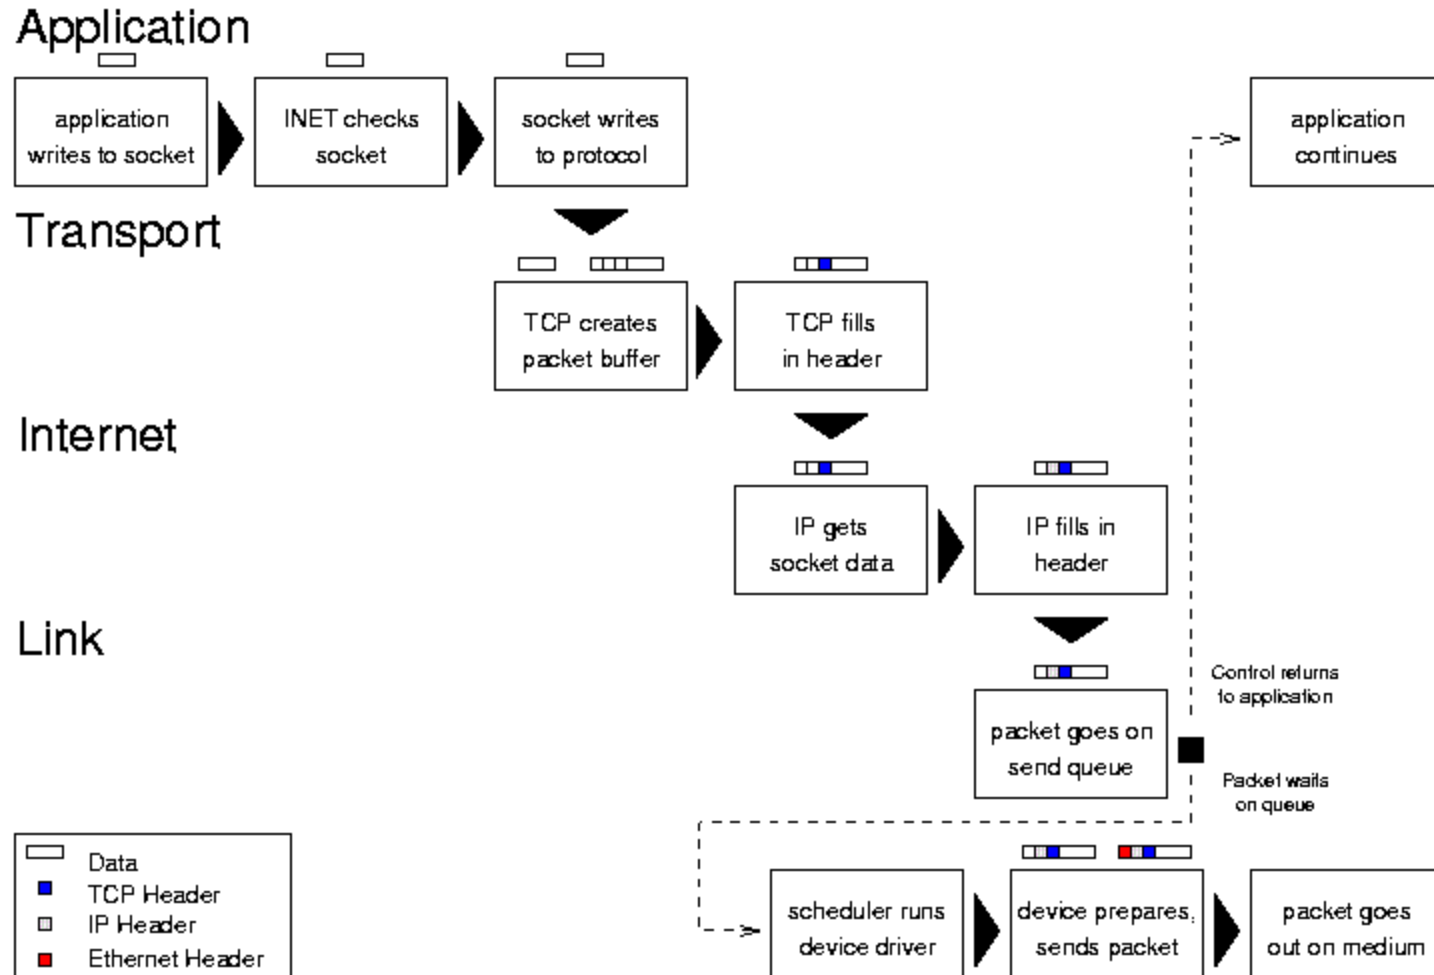 Application
application
writes to socket
INET checks
socket
socket writes
to protocol
application
continues
Transport
TCP creates
packet buffer
TCP fills
in header
Internet
IP gets
socket data
IP fills in
header
Link
Control returns
to application
packet goes on
send queue
Packet waits
on queue
Data
TCP Header
IP Header
Ethernet Header
scheduler runs
device driver
device prepares,
sends packet
packet goes
out on medium